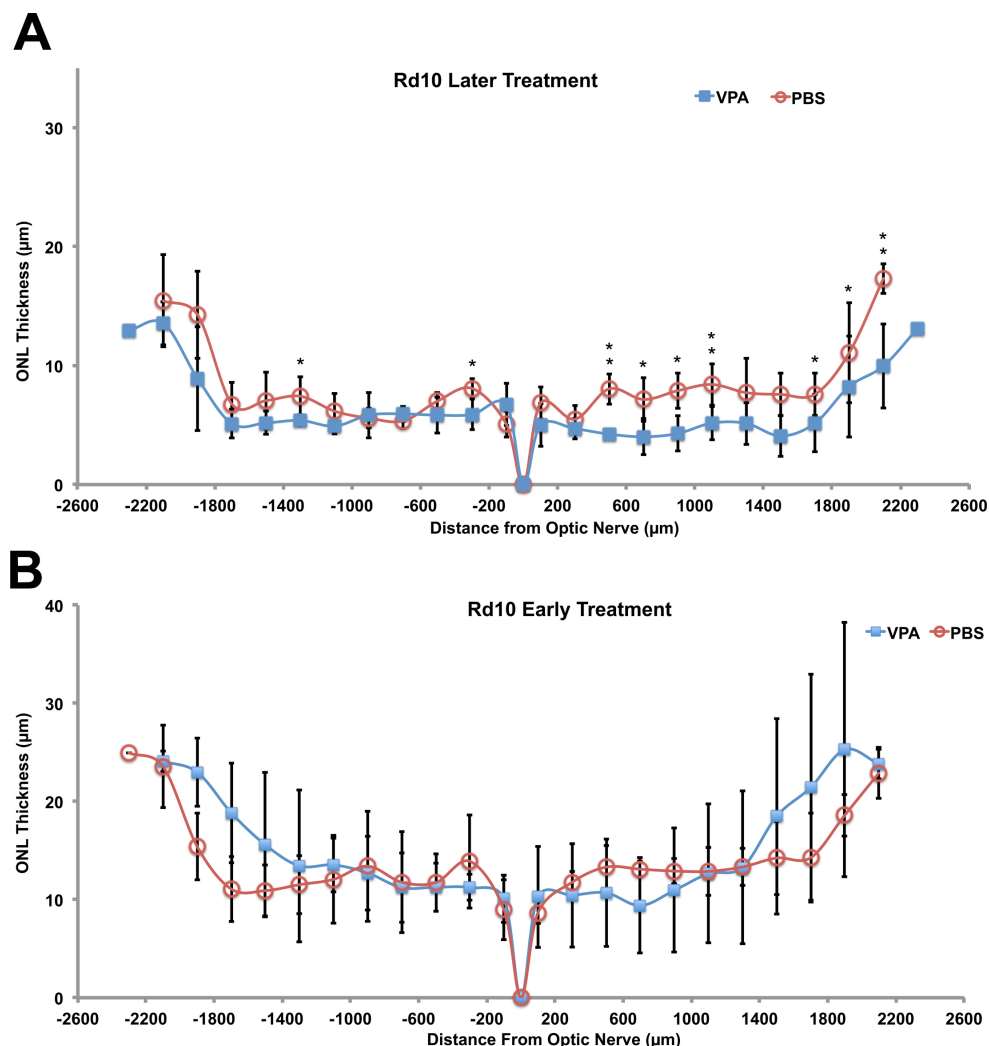 A
Rd10 Later Treatment
VPA PBS
30
20
10
0
ONL Thickness (µm)
* * * * * * * * * * * *
-2600 -2200 -1800 -1400 -1000 -600 -200 200 600 1000 1400 1800 2200 2600
Distance from Optic Nerve (µm)
B
Rd10 Early Treatment
VPA PBS
40
30
20
10
0
ONL Thickness (µm)
-2600 -2200 -1800 -1400 -1000 -600 -200 200 600 1000 1400 1800 2200 2600
Distance From Optic Nerve (µm)